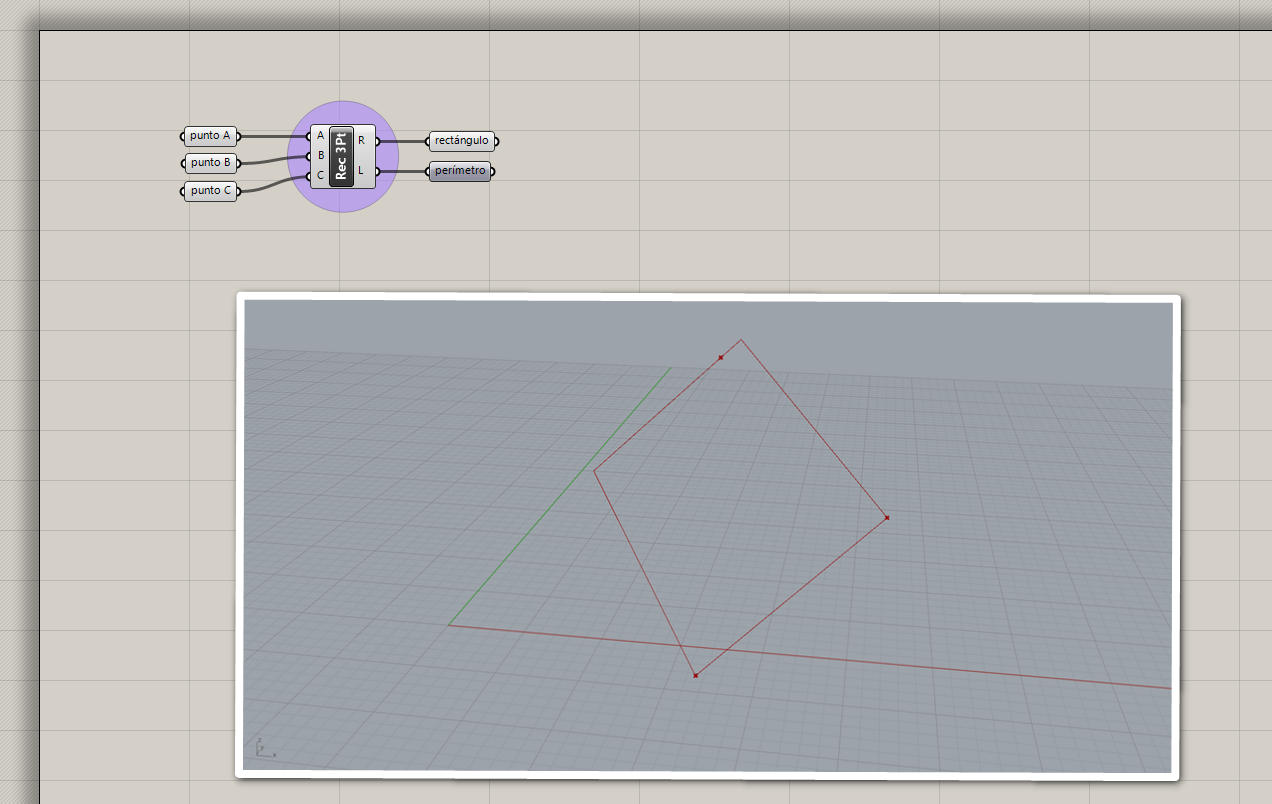 punto A
punto B
punto C
A
B
C
Rec 3Pt
R
L
rectángulo
perímetro
z
y
x